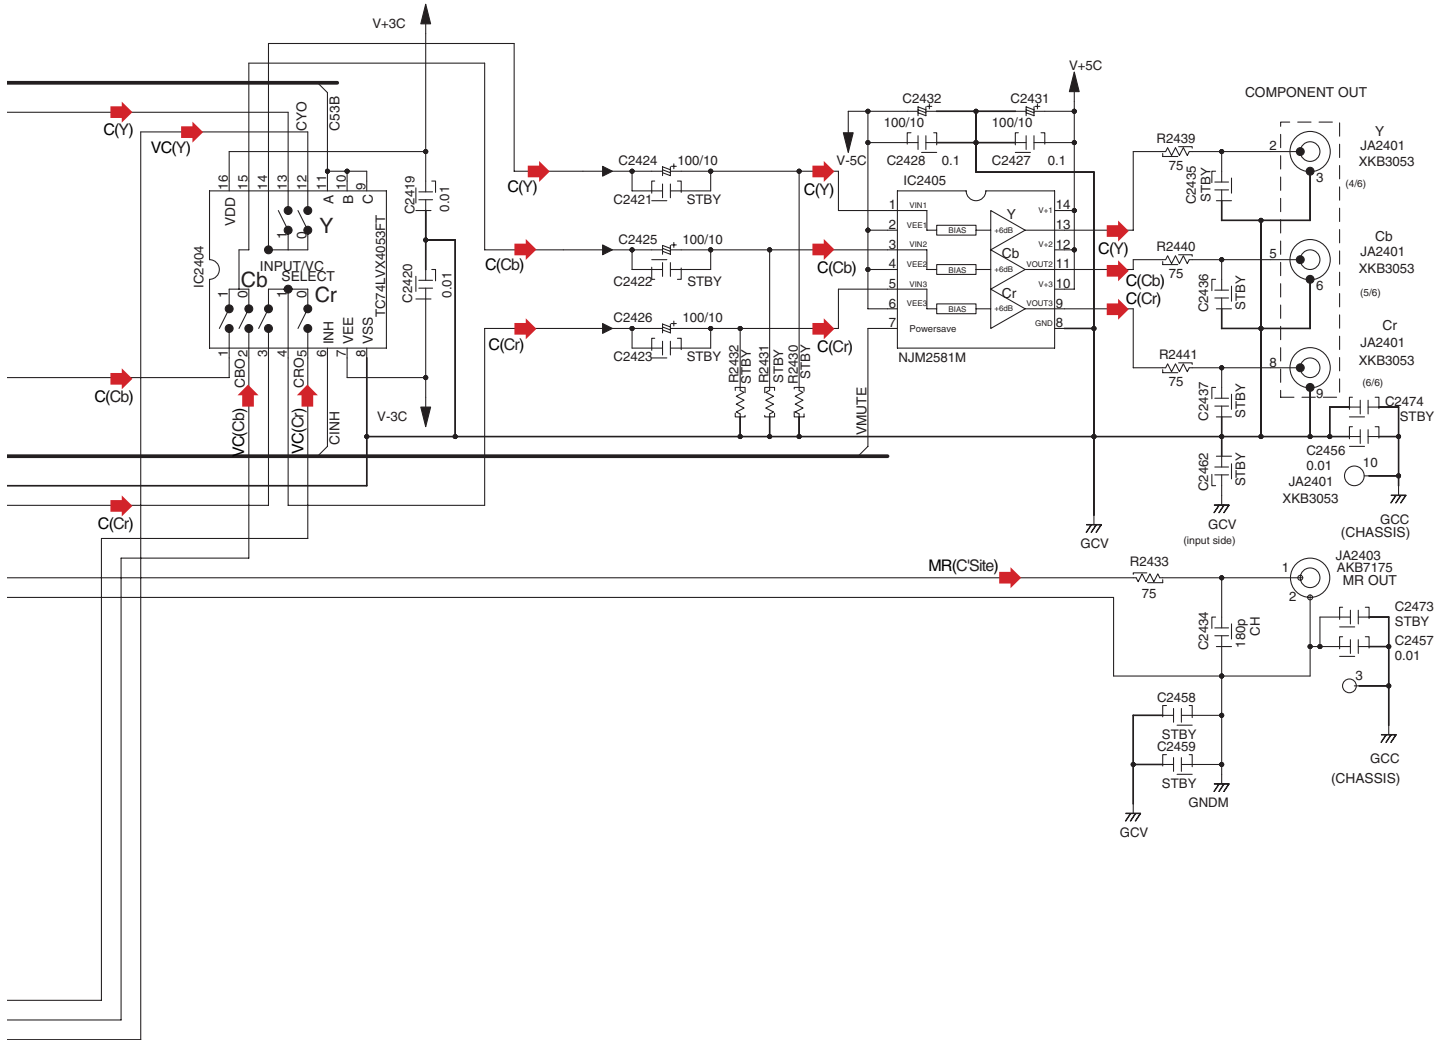 V+3C
V+5C
COMPONENT OUT
C(Y)
VC(Y)
CYO
C53B
C2432
C2431
100/10
100/10
V-5C
C2428
0.1
C2427
0.1
IC2405
R2439
75
C2435
STBY
2
3
Y
JA2401
XKB3053
(4/6)
16
15
14
13
12
11
10
9
VDD
A
B
C
C2419
0.01
C(Y)
C2424
100/10
C2421
STBY
C(Y)
IC2404
1
0
Y
INPUT/VC
SELECT
TC74LVX4053FT
Cb
1
0
Cr
1
0
INH
VEE
VSS
1
CBO
2
3
4
CRO
5
6
7
8
C2420
0.01
C(Cb)
C2425
100/10
C2422
STBY
C(Cb)
C(Cr)
C2426
100/10
C2423
STBY
C(Cr)
1
2
3
4
5
6
7
VIN1
VEE1
VIN2
VEE2
VIN3
VEE3
Powersave
BIAS
BIAS
BIAS
Y
+6dB
Cb
+6dB
Cr
+6dB
V+1
V+2
VOUT2
V+3
VOUT3
GND
14
13
12
11
10
9
8
NJM2581M
C(Y)
C(Cb)
C(Cr)
R2440
75
C2436
STBY
5
6
Cb
JA2401
XKB3053
(5/6)
R2441
75
C2437
STBY
8
9
Cr
JA2401
XKB3053
(6/6)
C2474
STBY
C(Cb)
VC(Cb)
VC(Cr)
CINH
V-3C
R2432
STBY
R2431
STBY
R2430
STBY
VMUTE
C2456
0.01
JA2401
XKB3053
10
C2462
STBY
C(Cr)
GCV
GCV
(input side)
GCC
(CHASSIS)
MR(C'Site)
R2433
75
1
2
JA2403
AKB7175
MR OUT
C2434
180p
CH
C2473
STBY
C2457
0.01
3
C2458
STBY
C2459
STBY
GNDM
GCV
GCC
(CHASSIS)